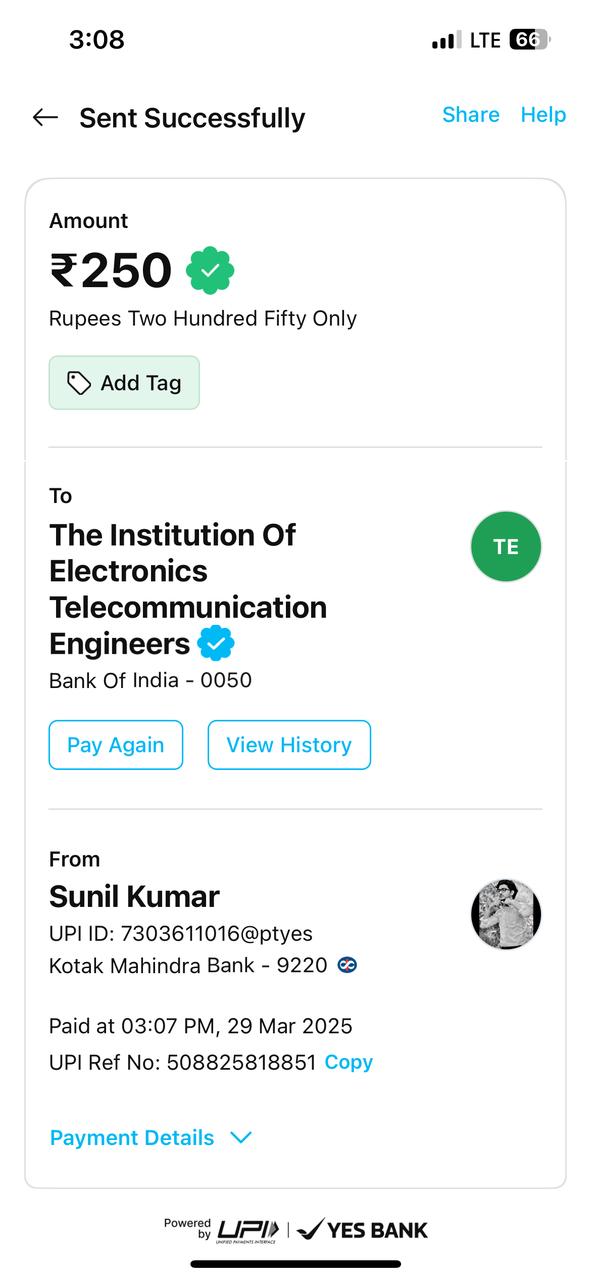 3:08 LTE 66
Sent Successfully Share Help
Amount
₹250
Rupees Two Hundred Fifty Only
Add Tag
To
The Institution Of
Electronics
Telecommunication
Engineers
TE
Bank Of India - 0050
Pay Again View History
From
Sunil Kumar
UPI ID: 7303611016@ptyes
Kotak Mahindra Bank - 9220
Paid at 03:07 PM, 29 Mar 2025
UPI Ref No: 508825818851 Copy
Payment Details
Powered by UPI | YES BANK
UNIFIED PAYMENTS INTERFACE